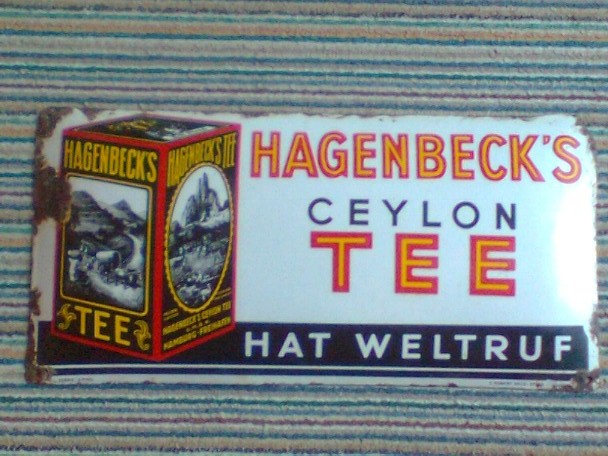 HAGENBECK'S
HAGENBECK'S TEE
TEE
HAGENBECK'S CEYLON TEE
HAMBURG-FREIHAFEN
HAGENBECK'S
CEYLON
TEE
HAT WELTRUF